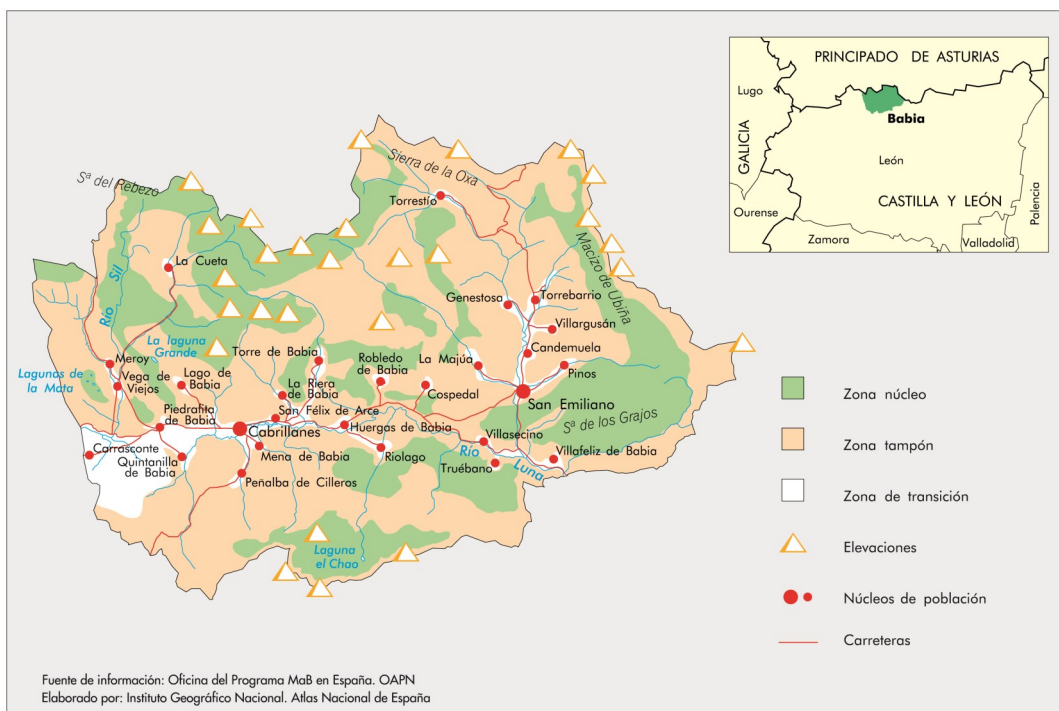 PRINCIPADO DE ASTURIAS
Lugo
Babia
GALICIA
León
CASTILLA Y LEÓN
Ourense
Palencia
Zamora
Valladolid
Sª del Rebezo
Sierra de la Oxa
Torrestío
La Cueta
Río Sil
Macizo de Ubiña
Genestosa
Torrebarrio
Villargusán
La laguna
Grande
Meroy
Torre de Babia
Robledo
de Babia
La Majúa
Candemuela
Lagunas de
la Mata
Vega de
Viejos
Lago de
Babia
La Riera
de Babia
Cospedal
Pinos
Piedrafita
de Babia
San Félix de Arce
San Emiliano
Cabrillanes
Huergas de Babia
Sª de los Grajos
Carrasconte
Quintanilla
de Babia
Mena de Babia
Riolago
Villasecino
Río Luna
Villafeliz de Babia
Truébano
Peñalba de Cilleros
Laguna
el Chao
Zona núcleo
Zona tampón
Zona de transición
Elevaciones
Núcleos de población
Carreteras
Fuente de información: Oficina del Programa MaB en España. OAPN
Elaborado por: Instituto Geográfico Nacional. Atlas Nacional de España